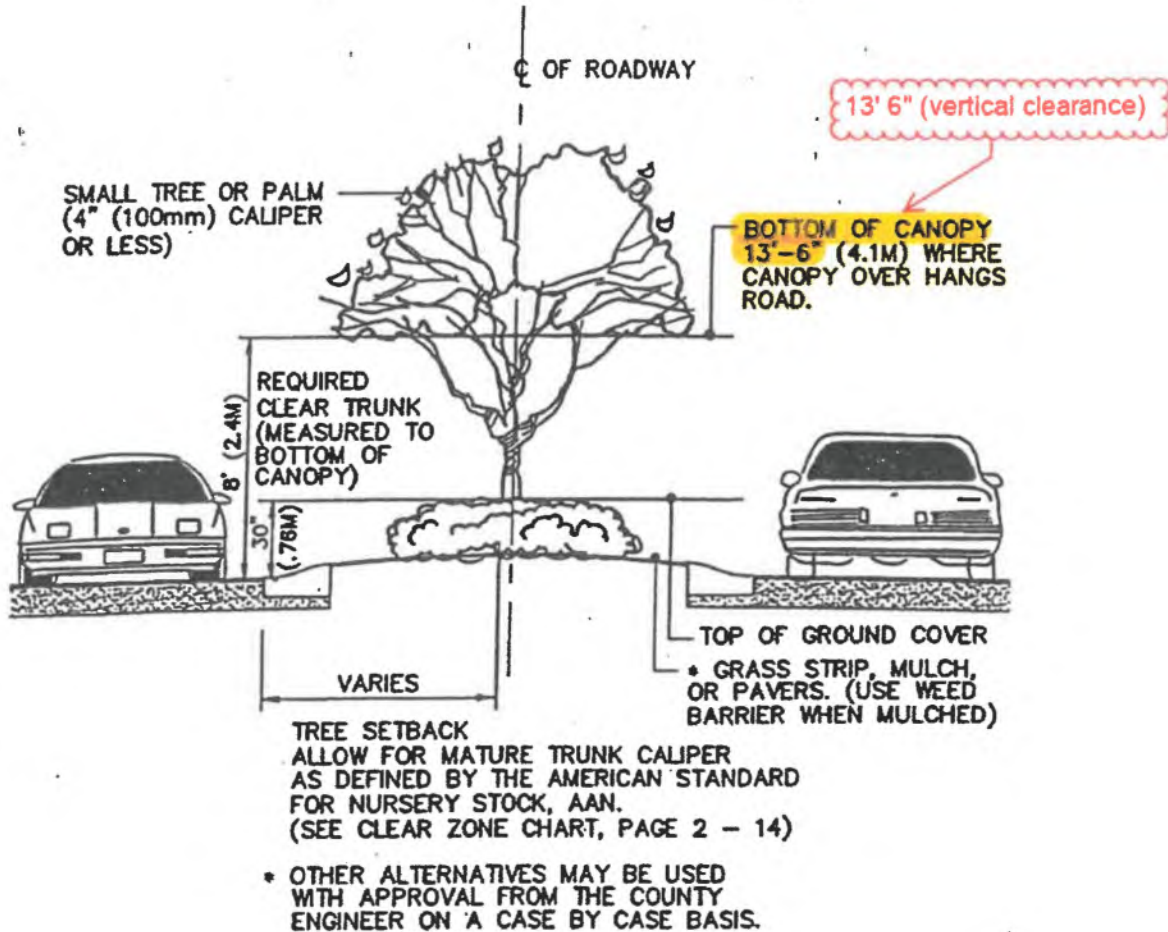 ℄ OF ROADWAY
13' 6" (vertical clearance)
SMALL TREE OR PALM
(4" (100mm) CALIPER
OR LESS)
BOTTOM OF CANOPY
13'-6" (4.1M) WHERE
CANOPY OVER HANGS
ROAD.
REQUIRED
CLEAR TRUNK
(MEASURED TO
BOTTOM OF
CANOPY)
8' (2.4M)
30"
(.76M)
TOP OF GROUND COVER
* GRASS STRIP, MULCH,
OR PAVERS. (USE WEED
BARRIER WHEN MULCHED)
VARIES
TREE SETBACK
ALLOW FOR MATURE TRUNK CALIPER
AS DEFINED BY THE AMERICAN STANDARD
FOR NURSERY STOCK, AAN.
(SEE CLEAR ZONE CHART, PAGE 2 - 14)
* OTHER ALTERNATIVES MAY BE USED
WITH APPROVAL FROM THE COUNTY
ENGINEER ON A CASE BY CASE BASIS.